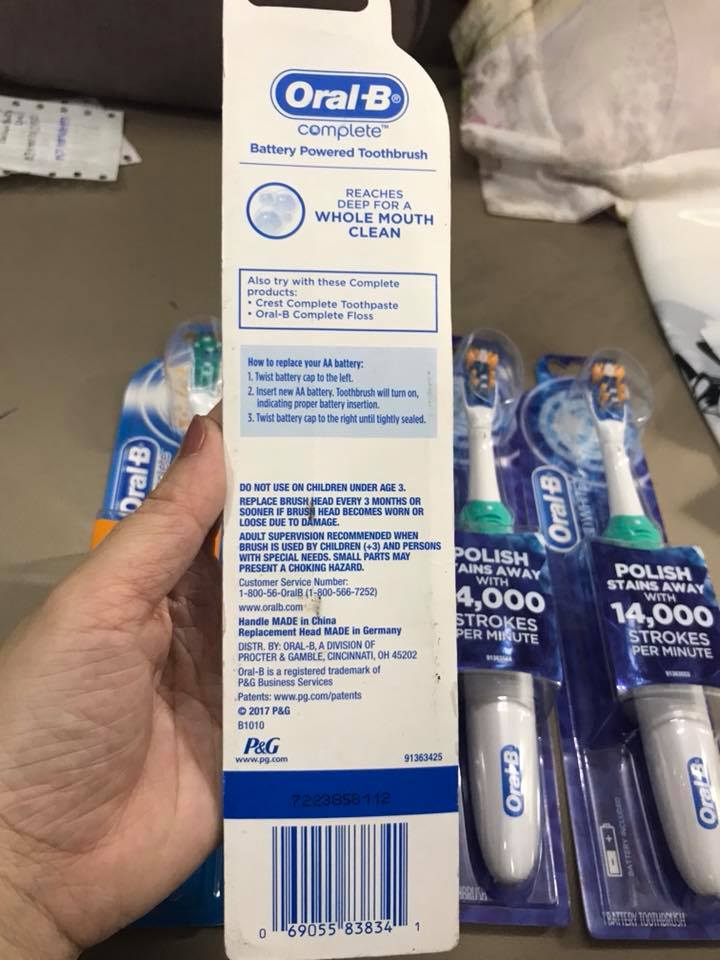 Oral-B®
complete™
Battery Powered Toothbrush
REACHES
DEEP FOR A
WHOLE MOUTH
CLEAN
Also try with these Complete
products:
• Crest Complete Toothpaste
• Oral-B Complete Floss
How to replace your AA battery:
1. Twist battery cap to the left.
2. Insert new AA battery. Toothbrush will turn on,
indicating proper battery insertion.
3. Twist battery cap to the right until tightly sealed.
DO NOT USE ON CHILDREN UNDER AGE 3.
REPLACE BRUSH HEAD EVERY 3 MONTHS OR
SOONER IF BRUSH HEAD BECOMES WORN OR
LOOSE DUE TO DAMAGE.
ADULT SUPERVISION RECOMMENDED WHEN
BRUSH IS USED BY CHILDREN (+3) AND PERSONS
WITH SPECIAL NEEDS. SMALL PARTS MAY
PRESENT A CHOKING HAZARD.
Customer Service Number:
1-800-56-OralB (1-800-566-7252)
www.oralb.com
Handle MADE in China
Replacement Head MADE in Germany
DISTR. BY: ORAL-B, A DIVISION OF
PROCTER & GAMBLE, CINCINNATI, OH 45202
Oral-B is a registered trademark of
P&G Business Services
Patents: www.pg.com/patents
© 2017 P&G
B1010
P&G
www.pg.com
91363425
7223858112
0 69055 83834 1
Oral-B
POLISH
AINS AWAY
WITH
4,000
STROKES
PER MINUTE
Oral-B
Oral-B
POLISH
STAINS AWAY
WITH
14,000
STROKES
PER MINUTE
Oral-B
BATTERY INCLUDED
BATTERY TOOTHBRUSH